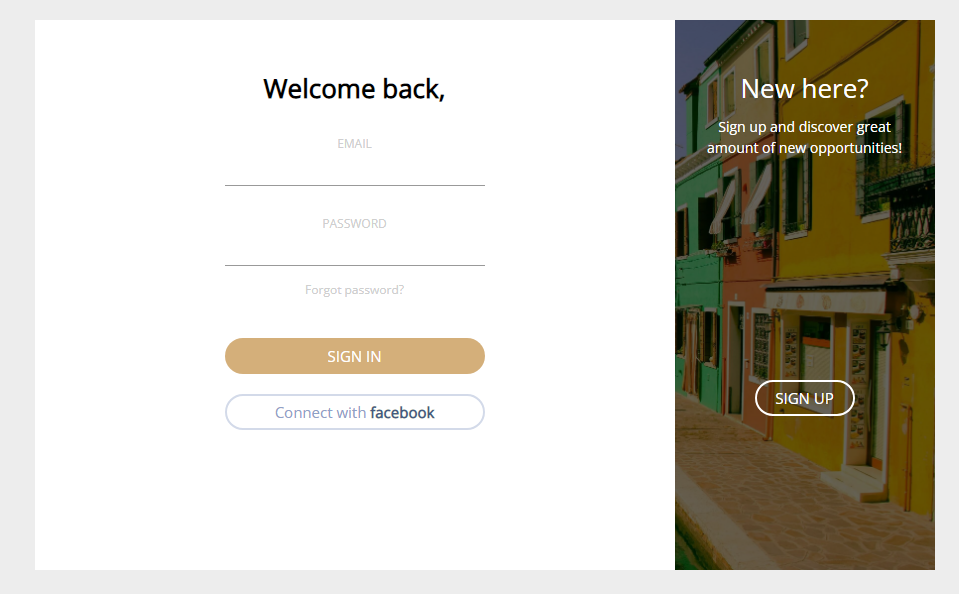 Welcome back,
EMAIL
PASSWORD
Forgot password?
SIGN IN
Connect with facebook
New here?
Sign up and discover great
amount of new opportunities!
SIGN UP